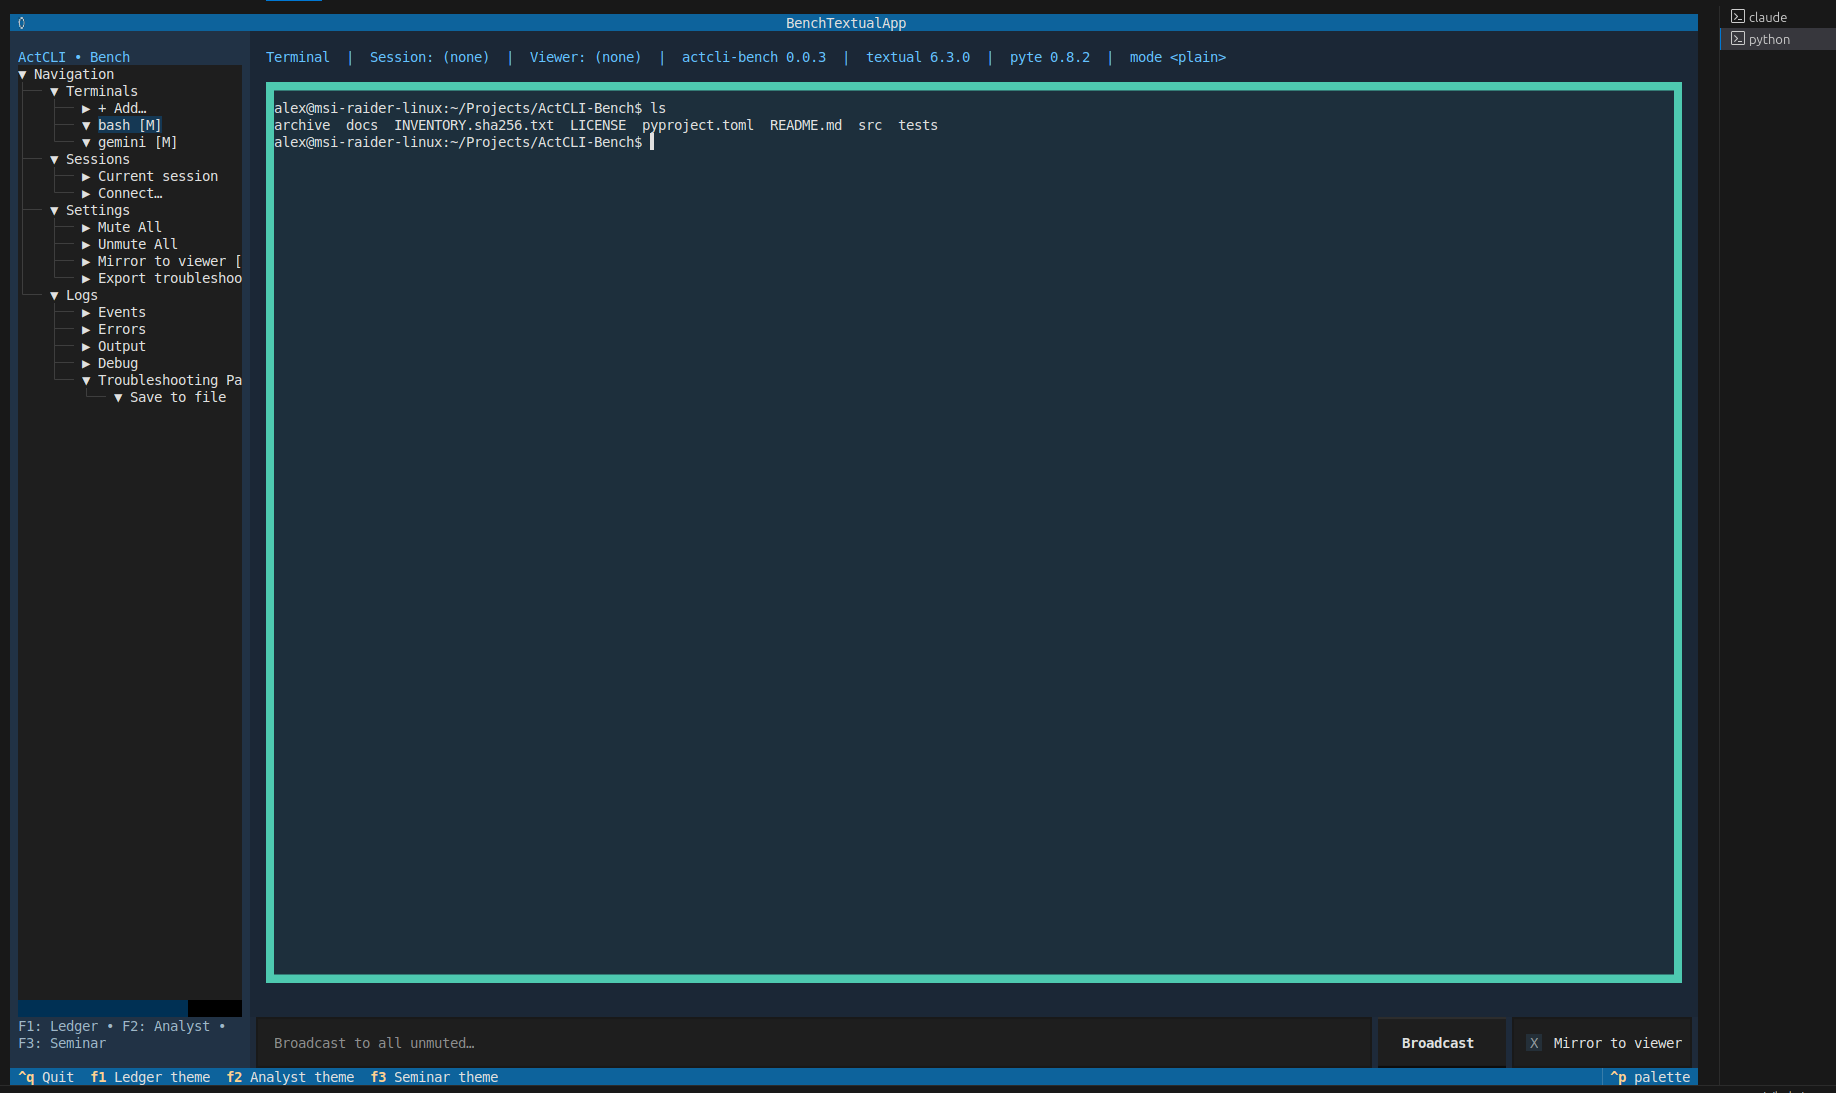 BenchTextualApp
ActCLI • Bench
▼ Navigation
▼ Terminals
▶ + Add…
▼ bash [M]
▼ gemini [M]
▼ Sessions
▶ Current session
▶ Connect…
▼ Settings
▶ Mute All
▶ Unmute All
▶ Mirror to viewer [
▶ Export troubleshoo
▼ Logs
▶ Events
▶ Errors
▶ Output
▶ Debug
▼ Troubleshooting Pa
▼ Save to file
F1: Ledger • F2: Analyst •
F3: Seminar
Terminal | Session: (none) | Viewer: (none) | actcli-bench 0.0.3 | textual 6.3.0 | pyte 0.8.2 | mode <plain>
alex@msi-raider-linux:~/Projects/ActCLI-Bench$ ls
archive docs INVENTORY.sha256.txt LICENSE pyproject.toml README.md src tests
alex@msi-raider-linux:~/Projects/ActCLI-Bench$
Broadcast to all unmuted…
Broadcast
X Mirror to viewer
^q Quit f1 Ledger theme f2 Analyst theme f3 Seminar theme
^p palette
claude
python